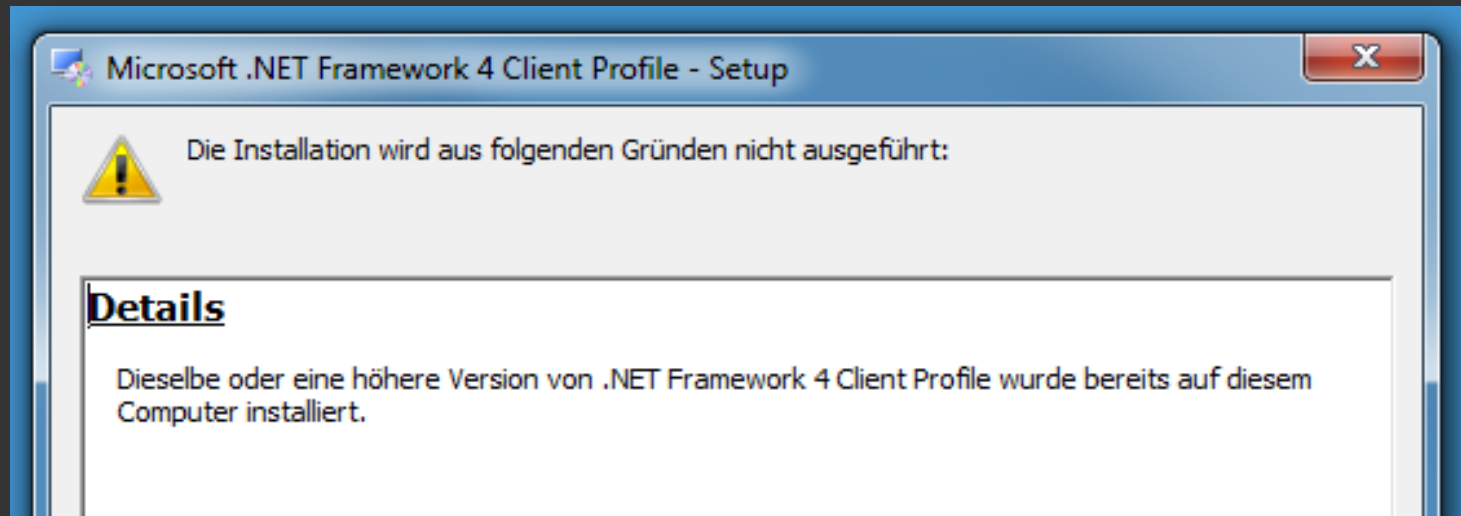 Microsoft .NET Framework 4 Client Profile - Setup
Die Installation wird aus folgenden Gründen nicht ausgeführt:
Details
Dieselbe oder eine höhere Version von .NET Framework 4 Client Profile wurde bereits auf diesem
Computer installiert.